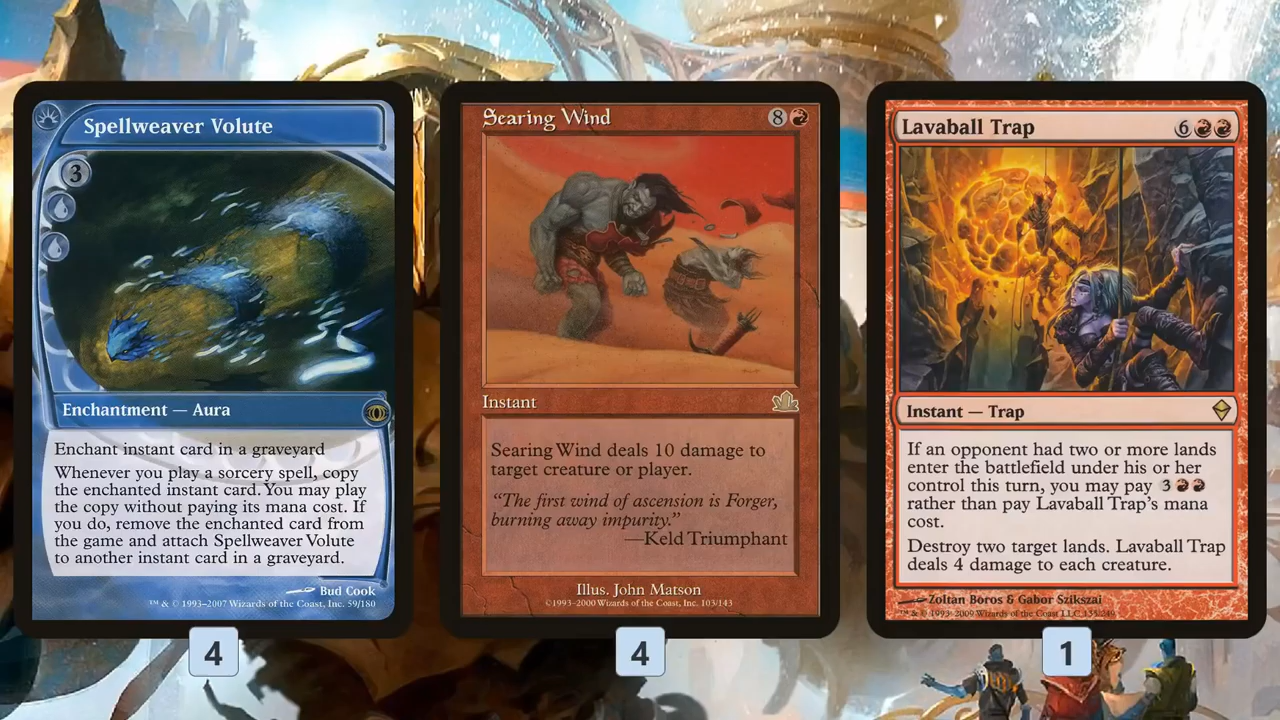 Spellweaver Volute
3
Enchantment — Aura
Enchant instant card in a graveyard
Whenever you play a sorcery spell, copy
the enchanted instant card. You may play
the copy without paying its mana cost. If
you do, remove the enchanted card from
the game and attach Spellweaver Volute
to another instant card in a graveyard.
Bud Cook
™ & © 1993–2007 Wizards of the Coast, Inc. 59/180
4
Searing Wind
8
Instant
Searing Wind deals 10 damage to
target creature or player.
“The first wind of ascension is Forger,
burning away impurity.”
—Keld Triumphant
Illus. John Matson
©1993–2000 Wizards of the Coast, Inc. 103/143
4
Lavaball Trap
6
Instant — Trap
If an opponent had two or more lands
enter the battlefield under his or her
control this turn, you may pay 3
rather than pay Lavaball Trap’s mana
cost.
Destroy two target lands. Lavaball Trap
deals 4 damage to each creature.
Zoltan Boros & Gabor Szikszai
™ & © 1993–2009 Wizards of the Coast LLC
1